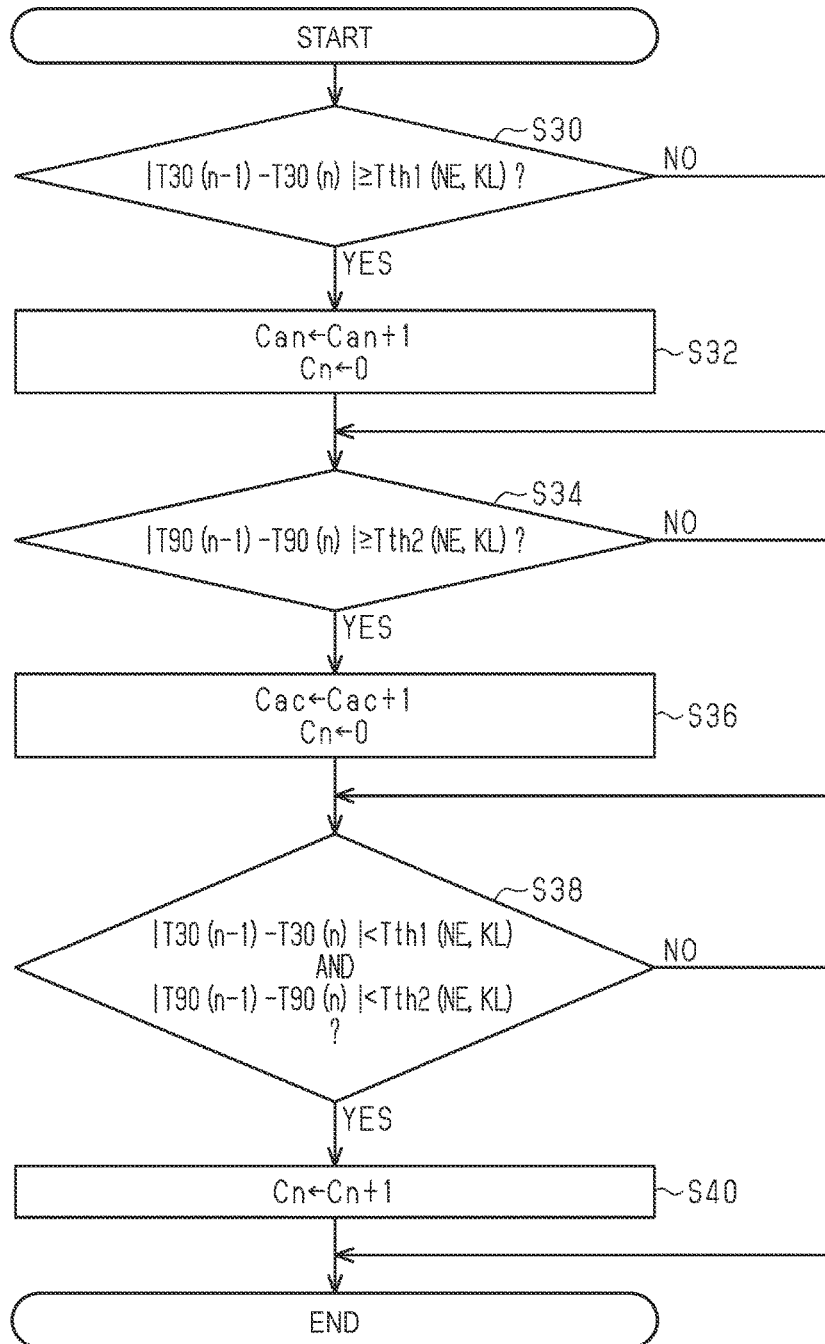 START
S30
|T30(n-1)-T30(n)|≥Tth1(NE, KL)?
NO
YES
Can←Can+1
Cn←0
S32
S34
|T90(n-1)-T90(n)|≥Tth2(NE, KL)?
NO
YES
Cac←Cac+1
Cn←0
S36
S38
|T30(n-1)-T30(n)|<Tth1(NE, KL)
AND
|T90(n-1)-T90(n)|<Tth2(NE, KL)
?
NO
YES
Cn←Cn+1
S40
END